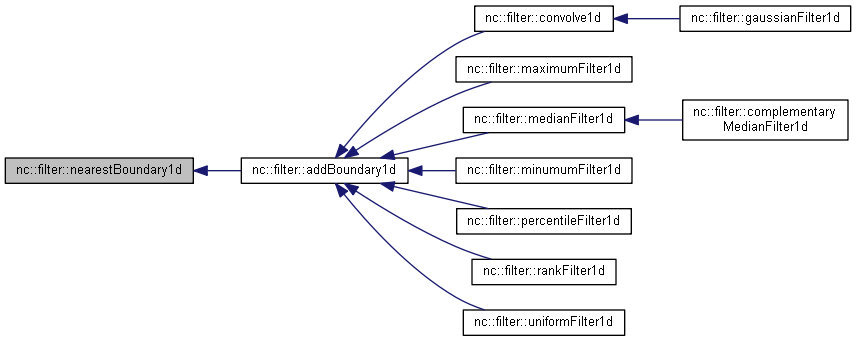 nc::filter::convolve1d
nc::filter::gaussianFilter1d
nc::filter::maximumFilter1d
nc::filter::medianFilter1d
nc::filter::complementary
MedianFilter1d
nc::filter::nearestBoundary1d
nc::filter::addBoundary1d
nc::filter::minumumFilter1d
nc::filter::percentileFilter1d
nc::filter::rankFilter1d
nc::filter::uniformFilter1d